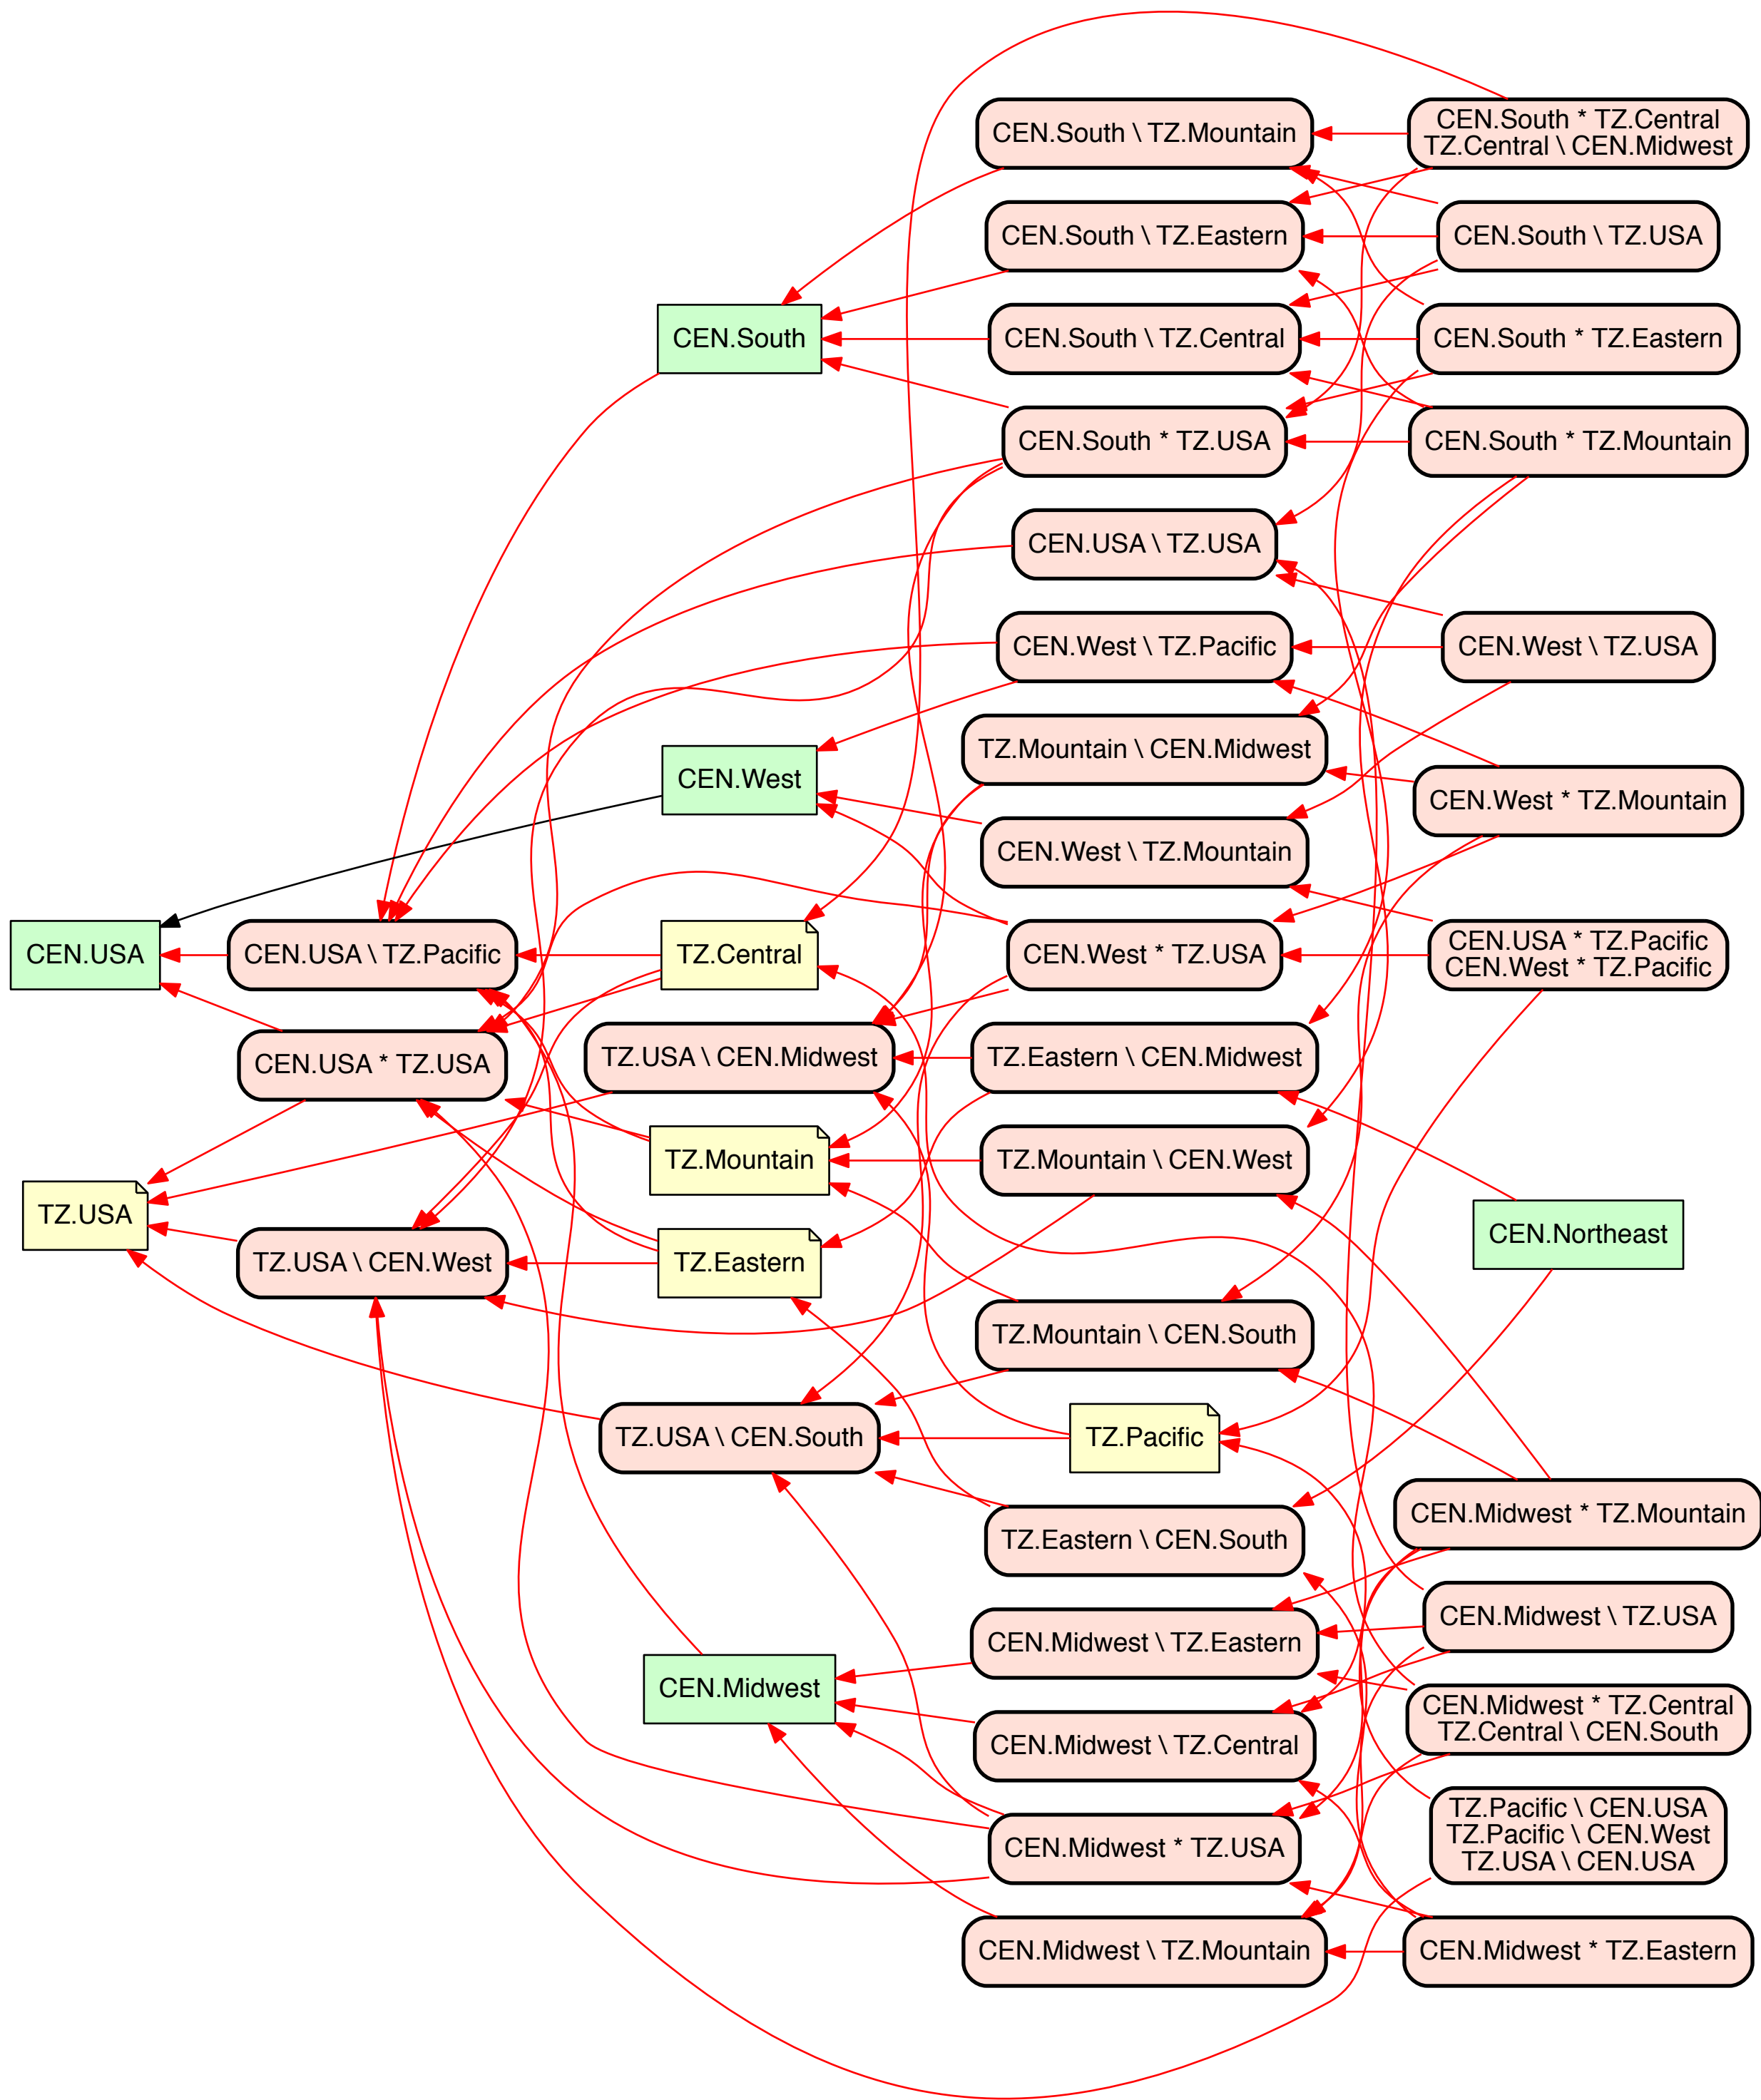 CEN.South \ TZ.Mountain
CEN.South * TZ.Central
TZ.Central \ CEN.Midwest
CEN.South \ TZ.Eastern
CEN.South \ TZ.USA
CEN.South
CEN.South \ TZ.Central
CEN.South * TZ.Eastern
CEN.South * TZ.USA
CEN.South * TZ.Mountain
CEN.USA \ TZ.USA
CEN.West \ TZ.Pacific
CEN.West \ TZ.USA
CEN.West
TZ.Mountain \ CEN.Midwest
CEN.West * TZ.Mountain
CEN.West \ TZ.Mountain
CEN.USA
CEN.USA \ TZ.Pacific
TZ.Central
CEN.West * TZ.USA
CEN.USA * TZ.Pacific
CEN.West * TZ.Pacific
CEN.USA * TZ.USA
TZ.USA \ CEN.Midwest
TZ.Eastern \ CEN.Midwest
TZ.Mountain
TZ.Mountain \ CEN.West
TZ.USA
TZ.USA \ CEN.West
TZ.Eastern
CEN.Northeast
TZ.Mountain \ CEN.South
TZ.USA \ CEN.South
TZ.Pacific
TZ.Eastern \ CEN.South
CEN.Midwest * TZ.Mountain
CEN.Midwest \ TZ.Eastern
CEN.Midwest \ TZ.USA
CEN.Midwest
CEN.Midwest \ TZ.Central
CEN.Midwest * TZ.Central
TZ.Central \ CEN.South
CEN.Midwest * TZ.USA
TZ.Pacific \ CEN.USA
TZ.Pacific \ CEN.West
TZ.USA \ CEN.USA
CEN.Midwest \ TZ.Mountain
CEN.Midwest * TZ.Eastern